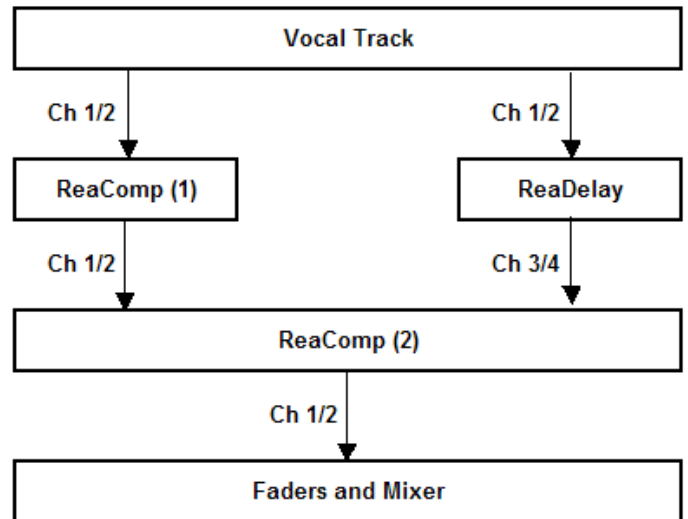 Vocal Track
Ch 1/2
Ch 1/2
ReaComp (1)
ReaDelay
Ch 1/2
Ch 3/4
ReaComp (2)
Ch 1/2
Faders and Mixer